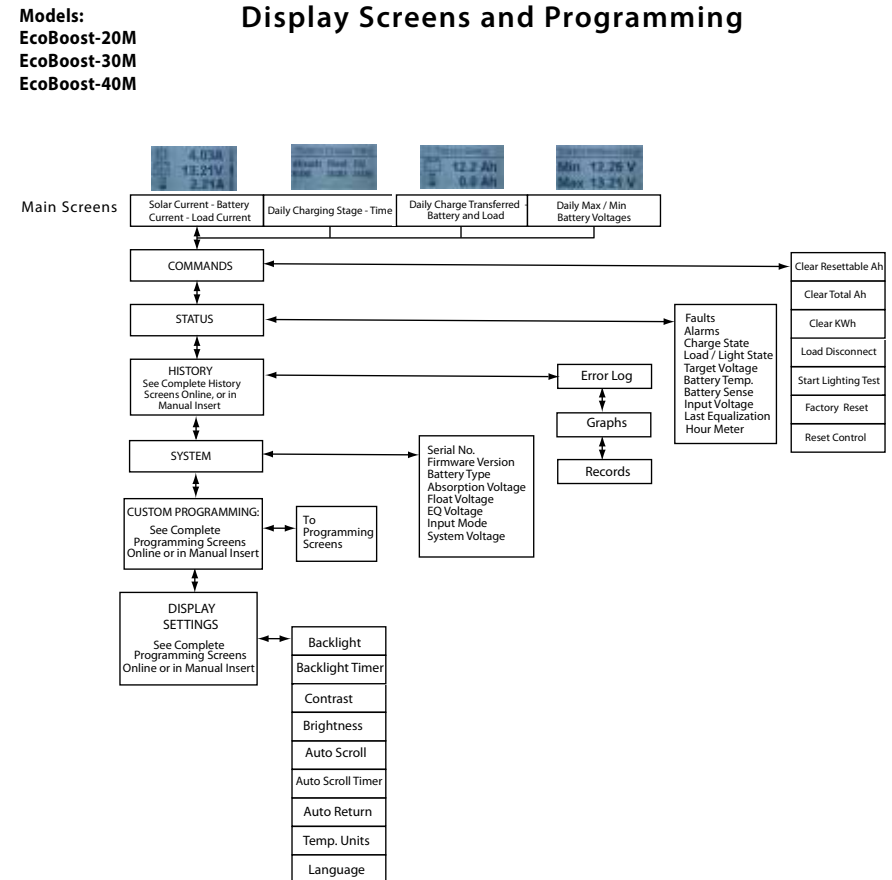 Models:
EcoBoost-20M
EcoBoost-30M
EcoBoost-40M
Display Screens and Programming
4.03A
13.21V
2.21A
12.2 Ah
0.0 Ah
Min 12.26 V
Max 13.21 V
Main Screens
Solar Current - Battery
Current - Load Current
Daily Charging Stage - Time
Daily Charge Transferred -
Battery and Load
Daily Max / Min
Battery Voltages
COMMANDS
Clear Resettable Ah
Clear Total Ah
Clear KWh
Load Disconnect
Start Lighting Test
Factory Reset
Reset Control
STATUS
Faults
Alarms
Charge State
Load / Light State
Target Voltage
Battery Temp.
Battery Sense
Input Voltage
Last Equalization
Hour Meter
HISTORY
See Complete History
Screens Online, or in
Manual Insert
Error Log
Graphs
Records
SYSTEM
Serial No.
Firmware Version
Battery Type
Absorption Voltage
Float Voltage
EQ Voltage
Input Mode
System Voltage
CUSTOM PROGRAMMING:
See Complete
Programming Screens
Online or in Manual Insert
To
Programming
Screens
DISPLAY
SETTINGS
See Complete
Programming Screens
Online or in Manual Insert
Backlight
Backlight Timer
Contrast
Brightness
Auto Scroll
Auto Scroll Timer
Auto Return
Temp. Units
Language